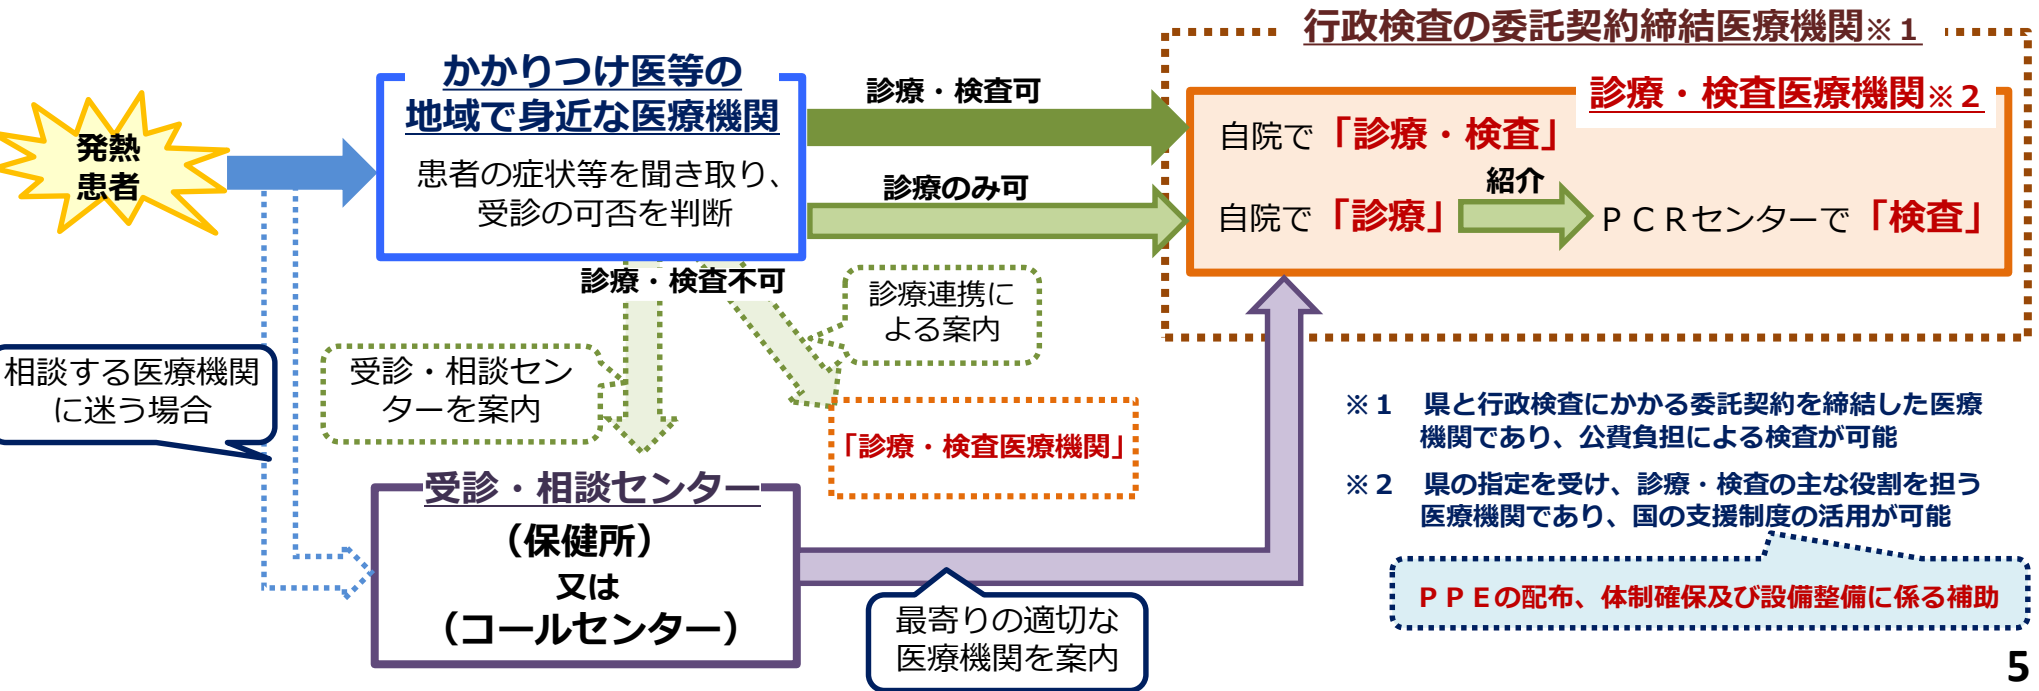 行政検査の委託契約締結医療機関※１
かかりつけ医等の
地域で身近な医療機関
診療・検査可
診療・検査医療機関※２
発熱
患者
自院で「診療・検査」
患者の症状等を聞き取り、
受診の可否を判断
診療のみ可
紹介
自院で「診療」
ＰＣＲセンターで「検査」
診療・検査不可
診療連携に
よる案内
相談する医療機関
に迷う場合
受診・相談セン
ターを案内
「診療・検査医療機関」
※１　県と行政検査にかかる委託契約を締結した医療
機関であり、公費負担による検査が可能
※２　県の指定を受け、診療・検査の主な役割を担う
医療機関であり、国の支援制度の活用が可能
受診・相談センター
（保健所）
又は
（コールセンター）
ＰＰＥの配布、体制確保及び設備整備に係る補助
最寄りの適切な
医療機関を案内
5